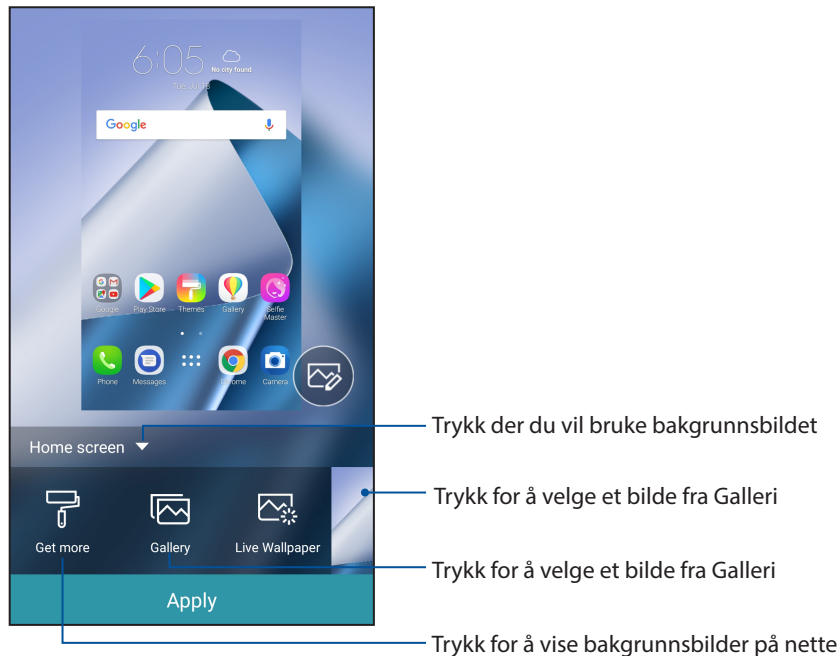 6:05
No city found
Tue, Jul 18
Google
Google
Play Store
Themes
Gallery
Selfie
Master
Phone
Messages
Chrome
Camera
Trykk der du vil bruke bakgrunnsbildet
Home screen
Trykk for å velge et bilde fra Galleri
Get more
Gallery
Live Wallpaper
Trykk for å velge et bilde fra Galleri
Apply
Trykk for å vise bakgrunnsbilder på nette